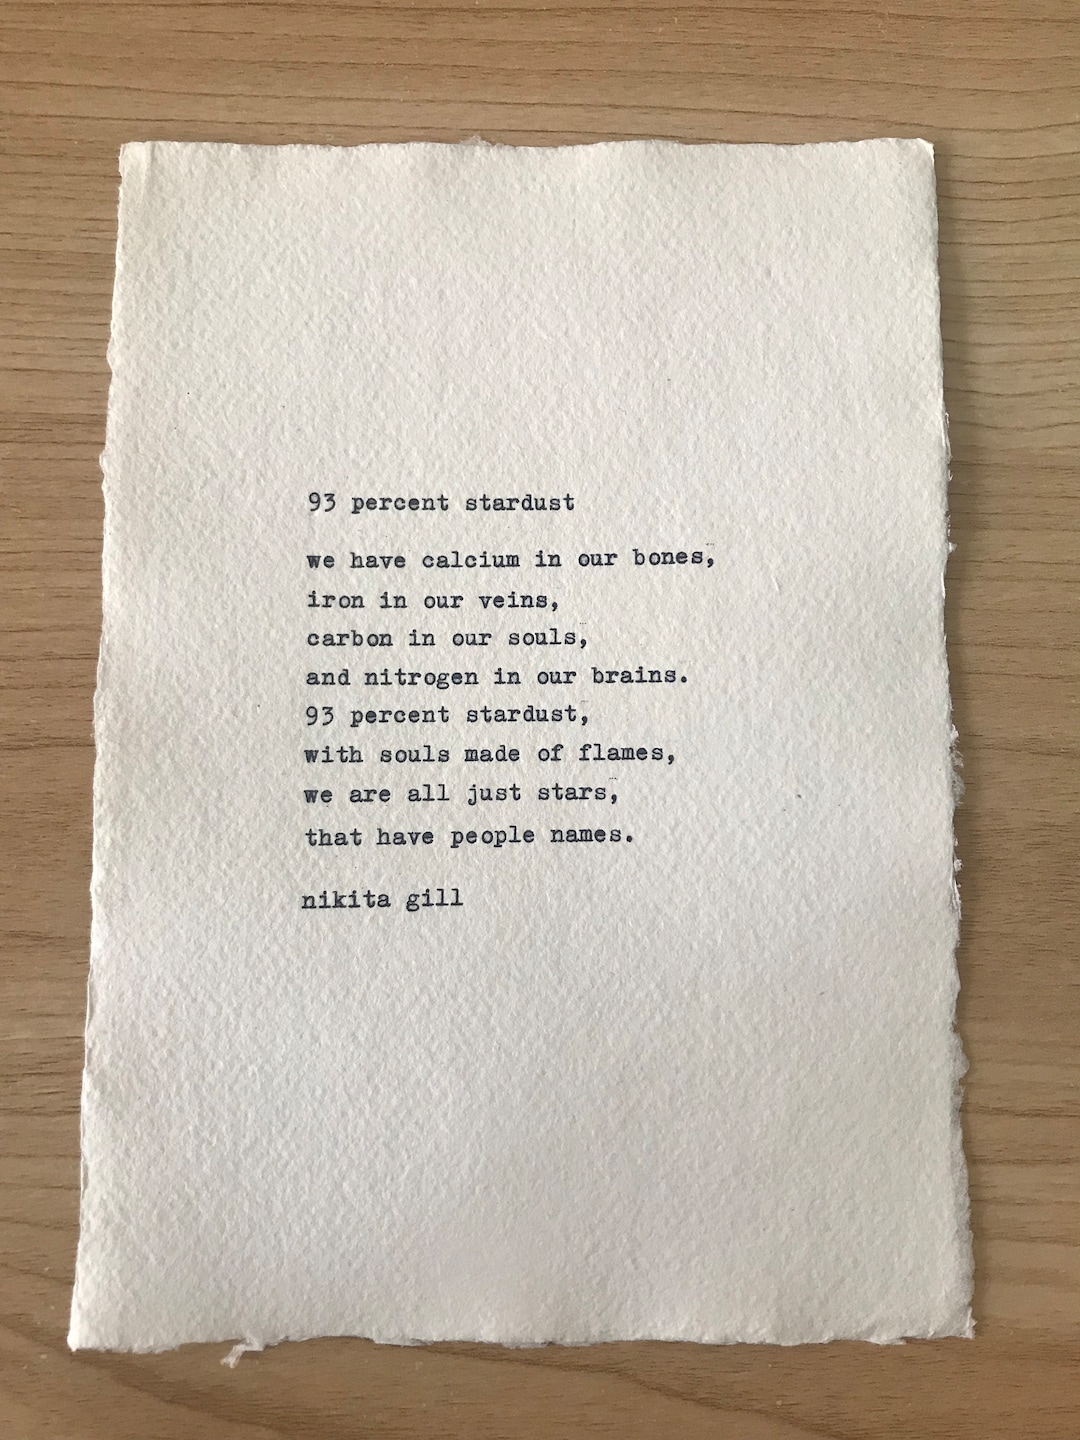 93 percent stardust
we have calcium in our bones,
iron in our veins,
carbon in our souls,
and nitrogen in our brains.
93 percent stardust,
with souls made of flames,
we are all just stars,
that have people names.
nikita gill